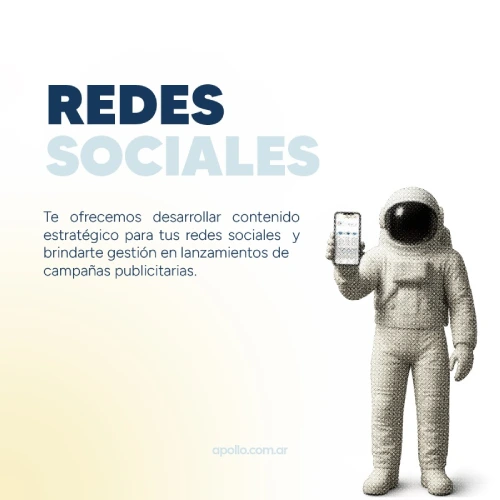 REDES
SOCIALES
Te ofrecemos desarrollar contenido
estratégico para tus redes sociales y
brindarte gestión en lanzamientos de
campañas publicitarias.
apollo.com.ar